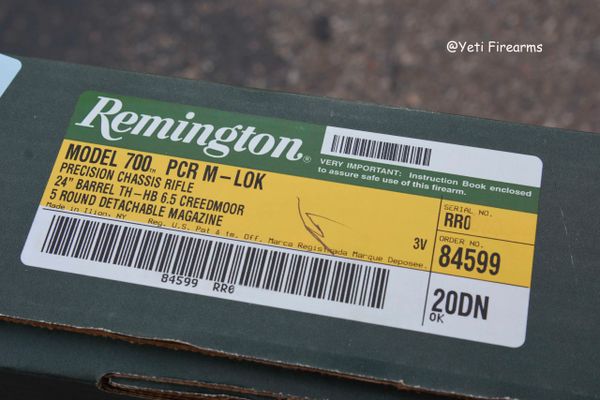 @Yeti Firearms
Remington®
VERY IMPORTANT: Instruction Book enclosed
to assure safe use of this firearm.
MODEL 700™ PCR M-LOK
PRECISION CHASSIS RIFLE
24" BARREL TH-HB 6.5 CREEDMOOR
5 ROUND DETACHABLE MAGAZINE
Made in Ilion, NY Reg. U.S. Pat & tm. Off. Marca Registrada Marque Deposee.
3V
SERIAL NO.
RR0
ORDER NO.
84599
84599 RR0
20DN
OK